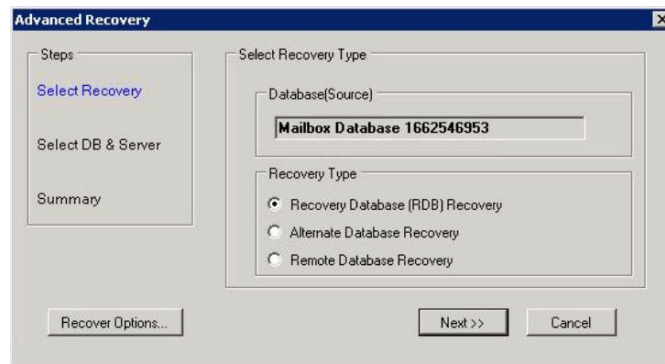 Advanced Recovery
Steps
Select Recovery
Select DB & Server
Summary
Select Recovery Type
Database(Source)
Mailbox Database 1662546953
Recovery Type
Recovery Database (RDB) Recovery
Alternate Database Recovery
Remote Database Recovery
Recover Options...
Next >>
Cancel